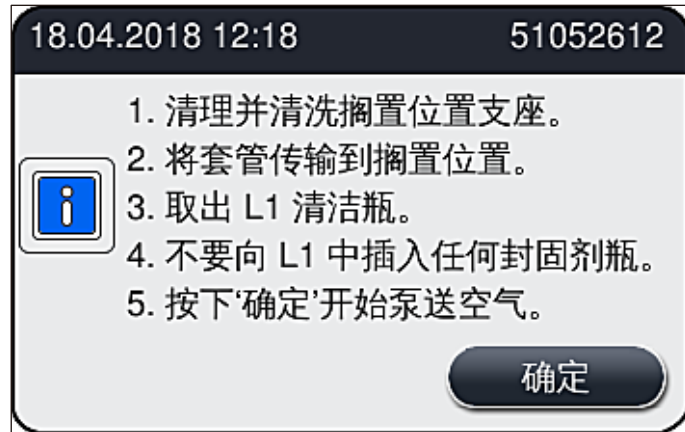 18.04.2018 12:18 51052612
1. 清理并清洗搁置位置支座。
2. 将套管传输到搁置位置。
3. 取出 L1 清洁瓶。
4. 不要向 L1 中插入任何封固剂瓶。
5. 按下‘确定’开始泵送空气。
确定